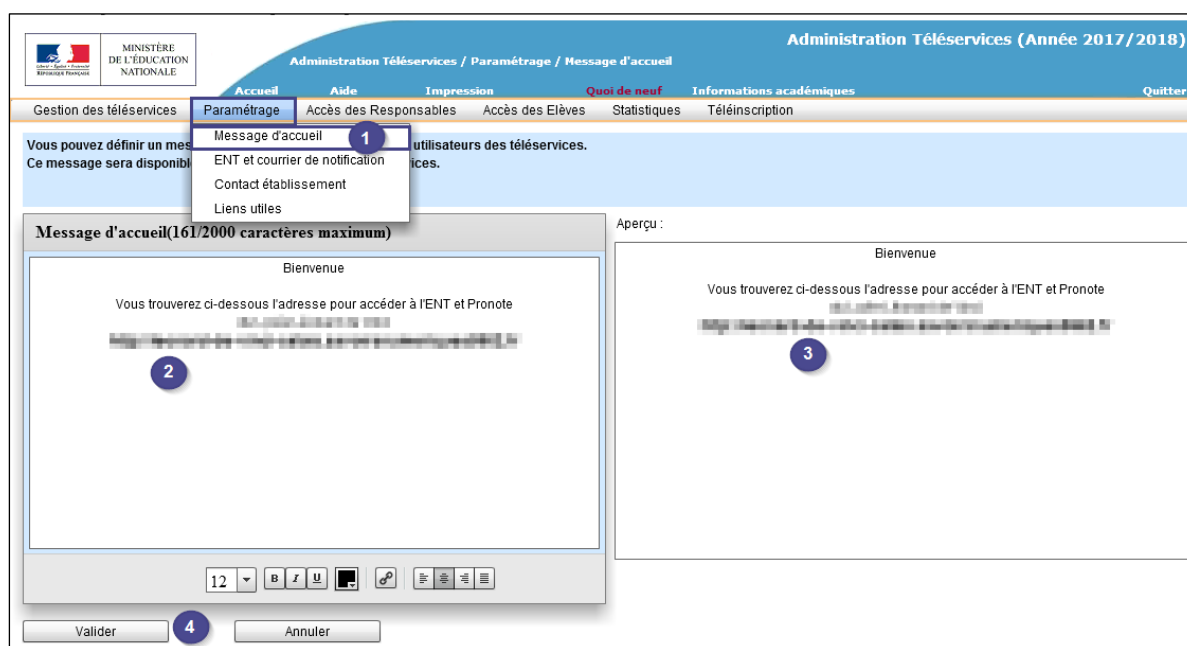 MINISTÈRE
DE L'ÉDUCATION
NATIONALE
Liberté • Égalité • Fraternité
RÉPUBLIQUE FRANÇAISE
Administration Téléservices (Année 2017/2018)
Administration Téléservices / Paramétrage / Message d'accueil
Accueil Aide Impression Quoi de neuf Informations académiques Quitter
Gestion des téléservices Paramétrage Accès des Responsables Accès des Elèves Statistiques Téléinscription
Message d'accueil 1
ENT et courrier de notification
Contact établissement
Liens utiles
Vous pouvez définir un mes utilisateurs des téléservices.
Ce message sera disponibl ices.
Message d'accueil(161/2000 caractères maximum)
Bienvenue
Vous trouverez ci-dessous l'adresse pour accéder à l'ENT et Pronote
2
Aperçu :
Bienvenue
Vous trouverez ci-dessous l'adresse pour accéder à l'ENT et Pronote
3
12 B I U
Valider 4 Annuler